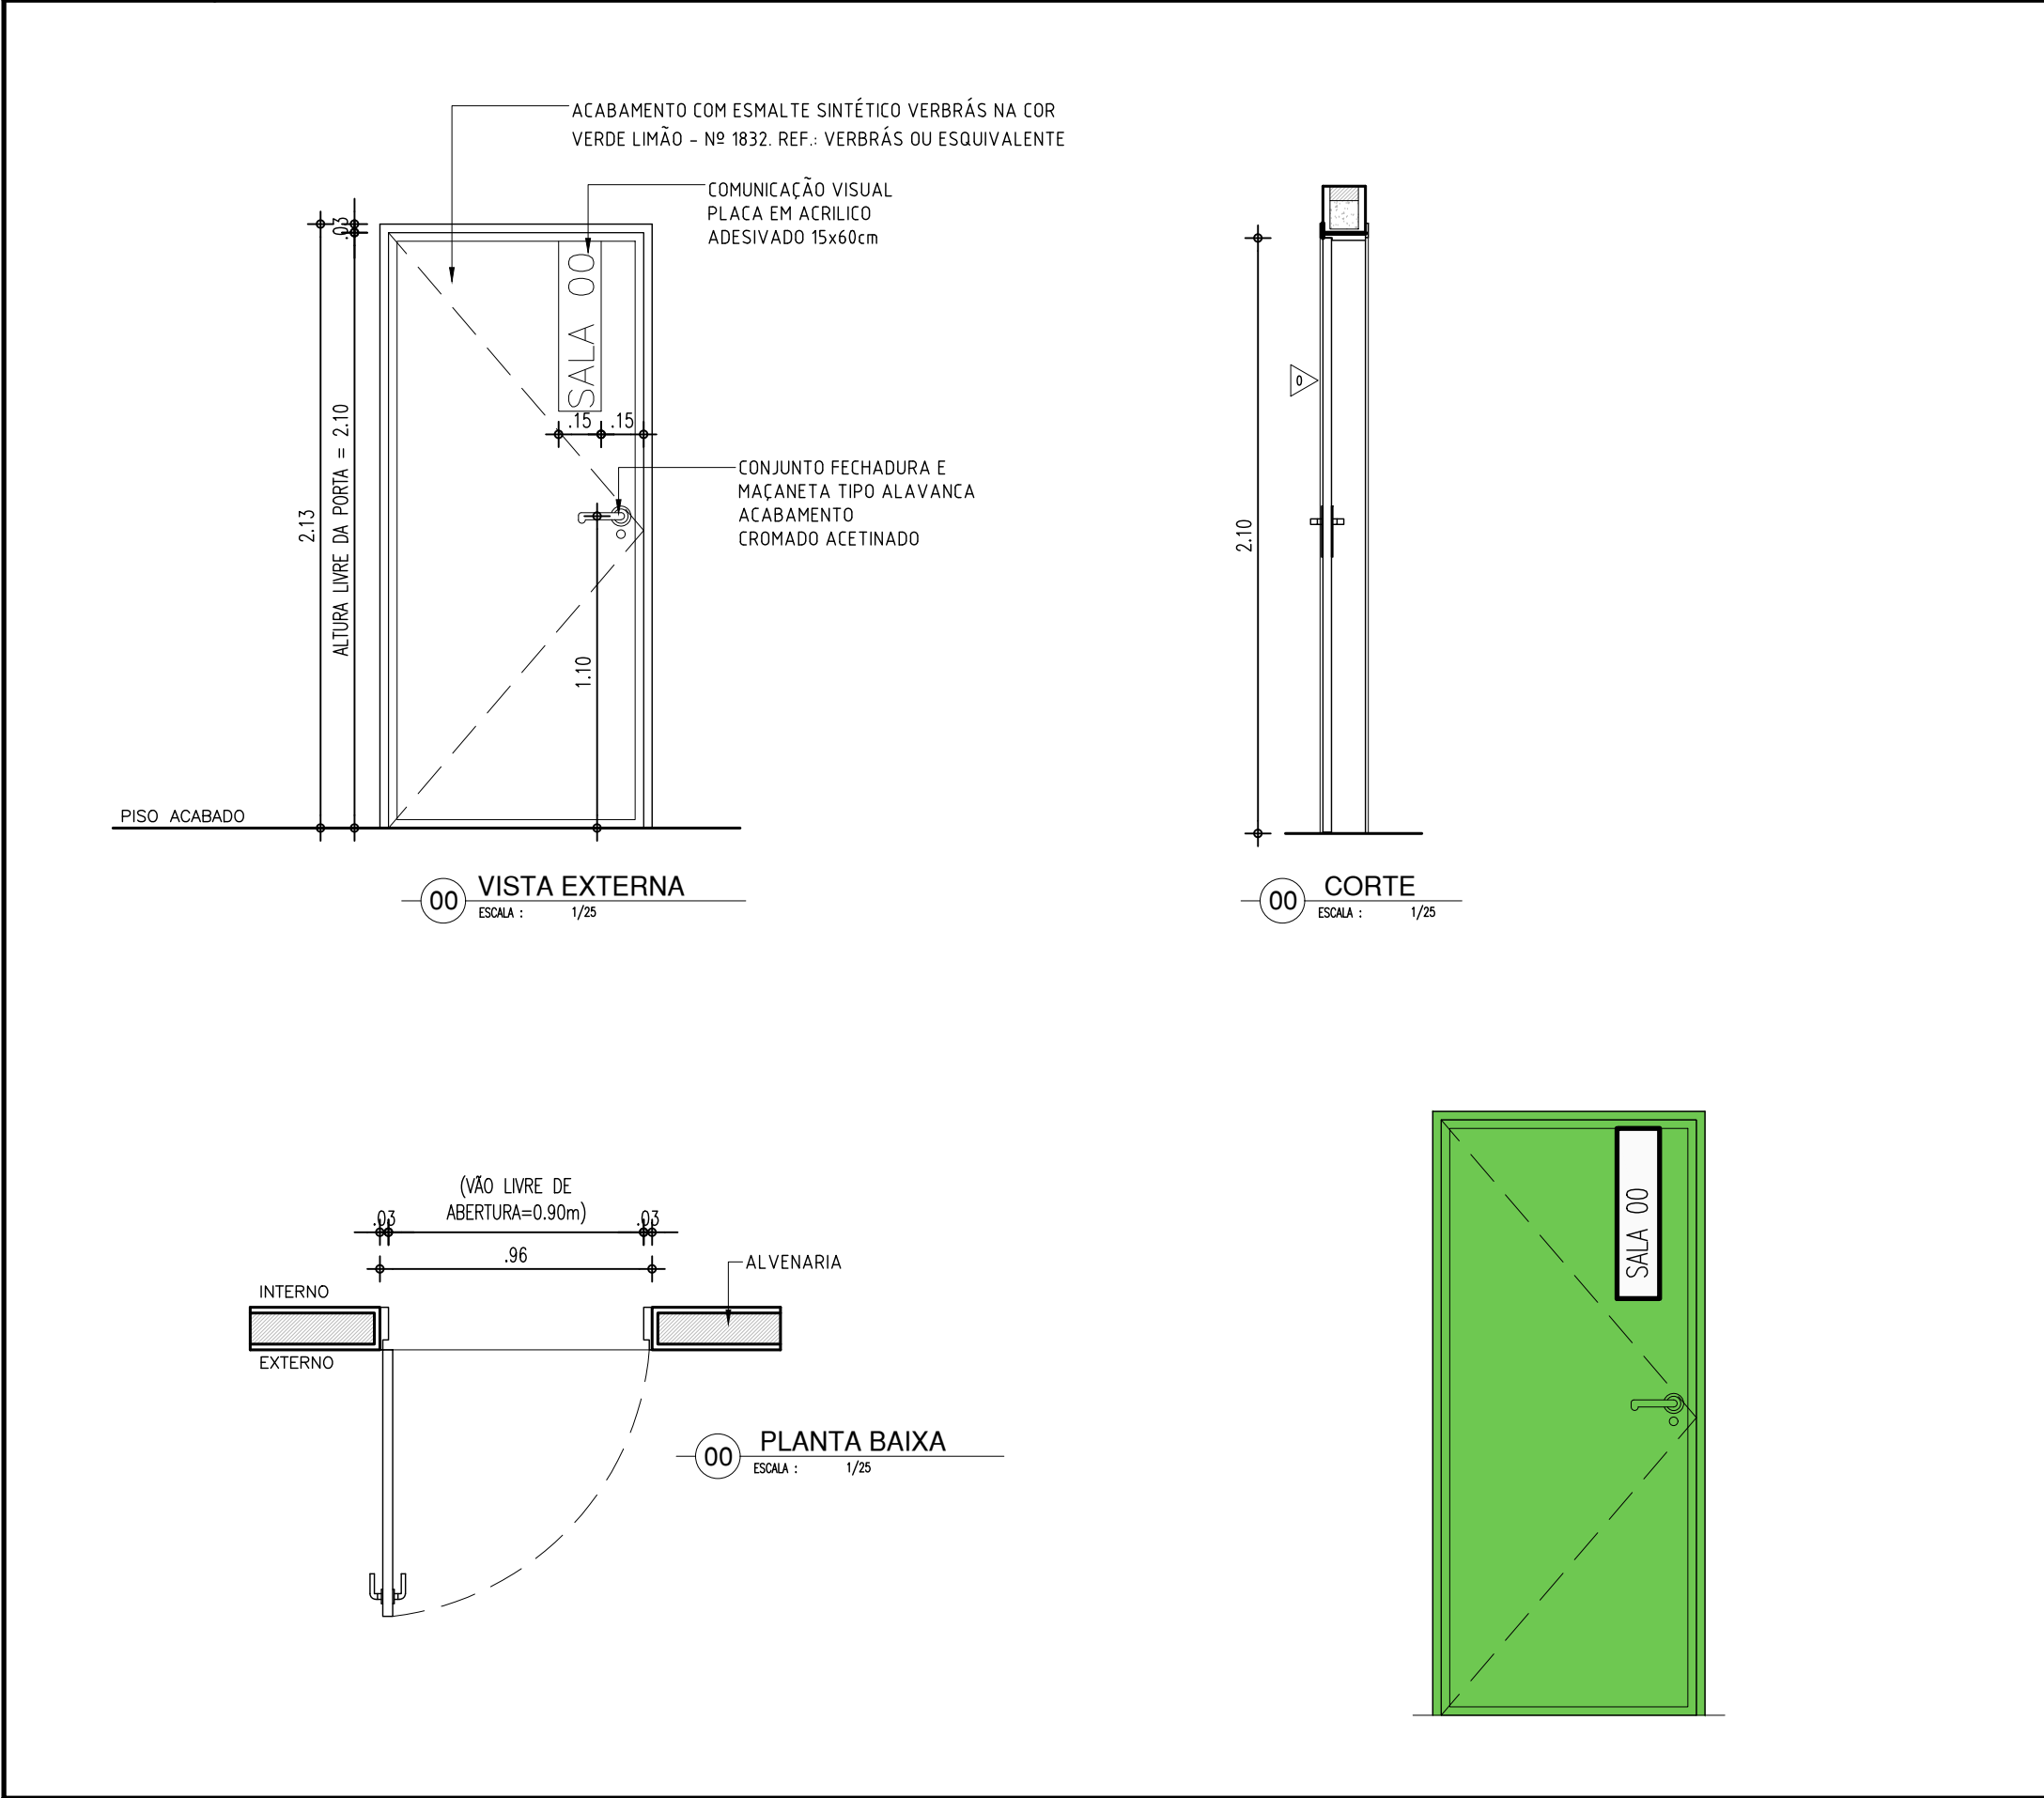 ACABAMENTO COM ESMALTE SINTÉTICO VERBRÁS NA COR
VERDE LIMÃO - Nº 1832. REF.: VERBRÁS OU ESQUIVALENTE
COMUNICAÇÃO VISUAL
PLACA EM ACRILICO
ADESIVADO 15x60cm
.03
SALA 00
.15 .15
2.13
ALTURA LIVRE DA PORTA = 2.10
CONJUNTO FECHADURA E
MAÇANETA TIPO ALAVANCA
ACABAMENTO
CROMADO ACETINADO
1.10
PISO ACABADO
00 VISTA EXTERNA
ESCALA : 1/25
0
2.10
00 CORTE
ESCALA : 1/25
(VÃO LIVRE DE
ABERTURA=0.90m)
.03 .03
.96
ALVENARIA
INTERNO
EXTERNO
00 PLANTA BAIXA
ESCALA : 1/25
SALA 00